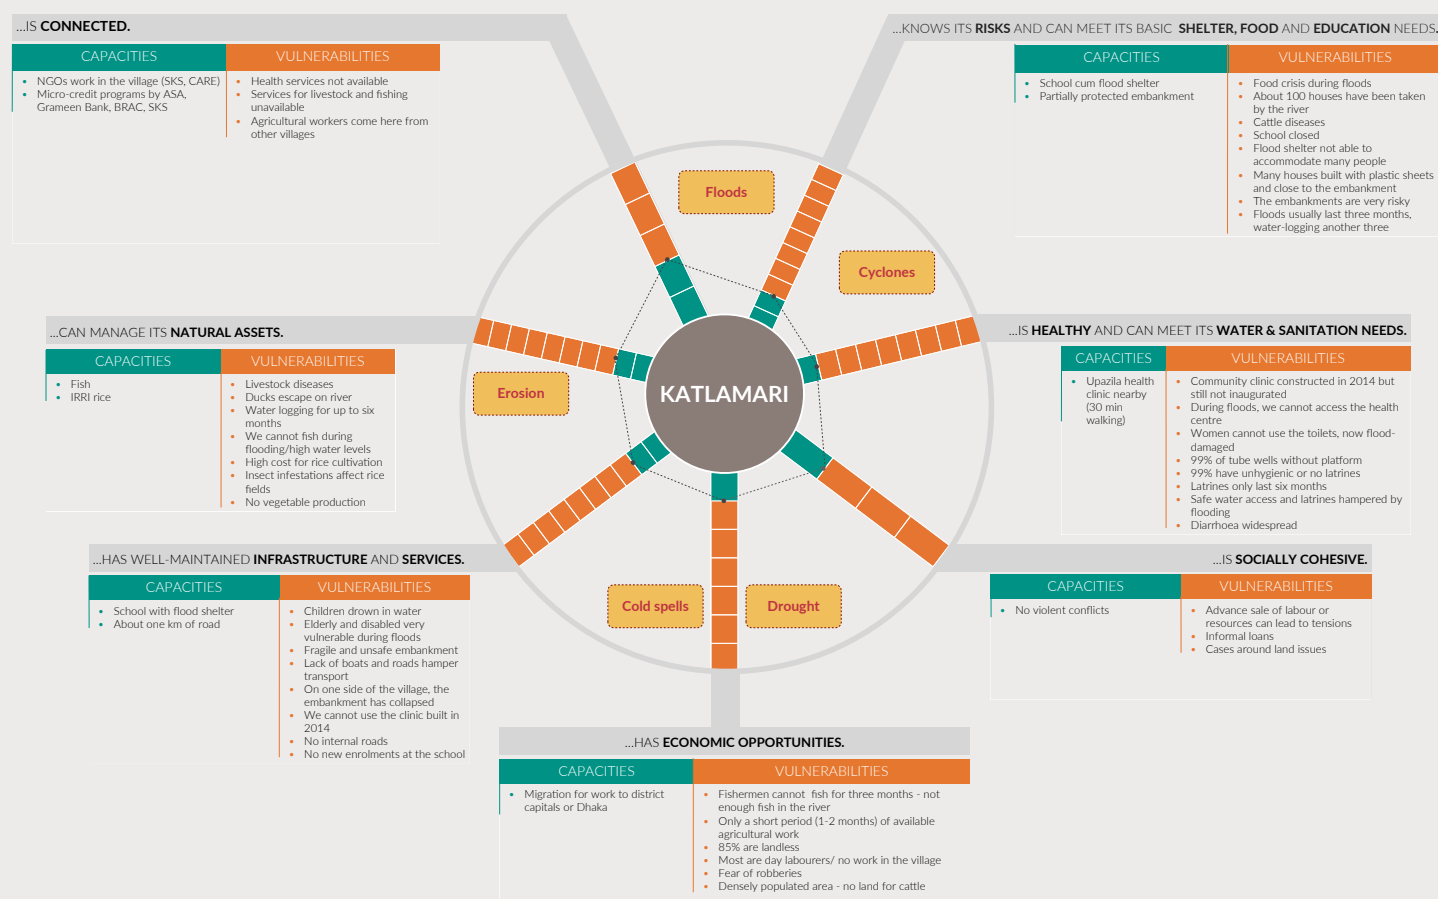 ...IS CONNECTED.
CAPACITIES
VULNERABILITIES
• NGOs work in the village (SKS, CARE)
• Micro-credit programs by ASA,
Grameen Bank, BRAC, SKS
• Health services not available
• Services for livestock and fishing
unavailable
• Agricultural workers come here from
other villages
...KNOWS ITS RISKS AND CAN MEET ITS BASIC SHELTER, FOOD AND EDUCATION NEEDS.
CAPACITIES
VULNERABILITIES
• School cum flood shelter
• Partially protected embankment
• Food crisis during floods
• About 100 houses have been taken
by the river
• Cattle diseases
• School closed
• Flood shelter not able to
accommodate many people
• Many houses built with plastic sheets
and close to the embankment
• The embankments are very risky
• Floods usually last three months,
water-logging another three
Floods
Cyclones
...CAN MANAGE ITS NATURAL ASSETS.
CAPACITIES
VULNERABILITIES
• Fish
• IRRI rice
• Livestock diseases
• Ducks escape on river
• Water logging for up to six
months
• We cannot fish during
flooding/high water levels
• High cost for rice cultivation
• Insect infestations affect rice
fields
• No vegetable production
Erosion
KATLAMARI
...IS HEALTHY AND CAN MEET ITS WATER & SANITATION NEEDS.
CAPACITIES
VULNERABILITIES
• Upazila health
clinic nearby
(30 min
walking)
• Community clinic constructed in 2014 but
still not inaugurated
• During floods, we cannot access the health
centre
• Women cannot use the toilets, now flood-
damaged
• 99% of tube wells without platform
• 99% have unhygienic or no latrines
• Latrines only last six months
• Safe water access and latrines hampered by
flooding
• Diarrhoea widespread
...HAS WELL-MAINTAINED INFRASTRUCTURE AND SERVICES.
CAPACITIES
VULNERABILITIES
• School with flood shelter
• About one km of road
• Children drown in water
• Elderly and disabled very
vulnerable during floods
• Fragile and unsafe embankment
• Lack of boats and roads hamper
transport
• On one side of the village, the
embankment has collapsed
• We cannot use the clinic built in
2014
• No internal roads
• No new enrolments at the school
Cold spells
Drought
...IS SOCIALLY COHESIVE.
CAPACITIES
VULNERABILITIES
• No violent conflicts
• Advance sale of labour or
resources can lead to tensions
• Informal loans
• Cases around land issues
...HAS ECONOMIC OPPORTUNITIES.
CAPACITIES
VULNERABILITIES
• Migration for work to district
capitals or Dhaka
• Fishermen cannot fish for three months - not
enough fish in the river
• Only a short period (1-2 months) of available
agricultural work
• 85% are landless
• Most are day labourers/ no work in the village
• Fear of robberies
• Densely populated area - no land for cattle